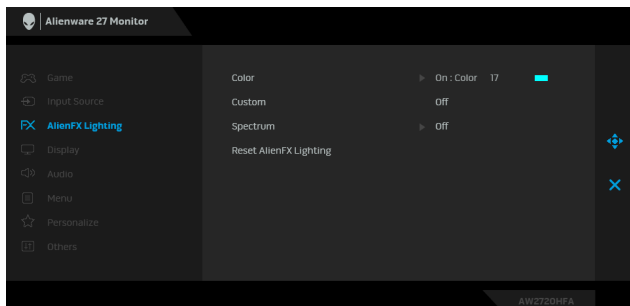 Alienware 27 Monitor
Game
Input Source
FX AlienFX Lighting
Display
Audio
Menu
Personalize
Others
Color On : Color 17
Custom Off
Spectrum Off
Reset AlienFX Lighting
AW2720HFA